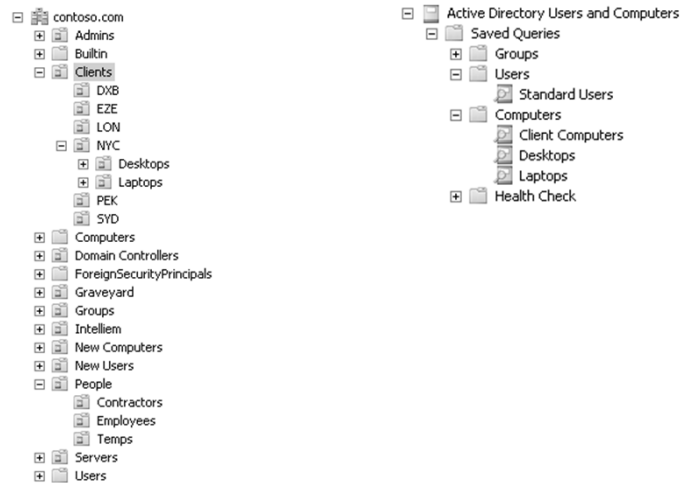 contoso.com
Admins
Builtin
Clients
DXB
EZE
LON
NYC
Desktops
Laptops
PEK
SYD
Computers
Domain Controllers
ForeignSecurityPrincipals
Graveyard
Groups
Intelliem
New Computers
New Users
People
Contractors
Employees
Temps
Servers
Users
Active Directory Users and Computers
Saved Queries
Groups
Users
Standard Users
Computers
Client Computers
Desktops
Laptops
Health Check